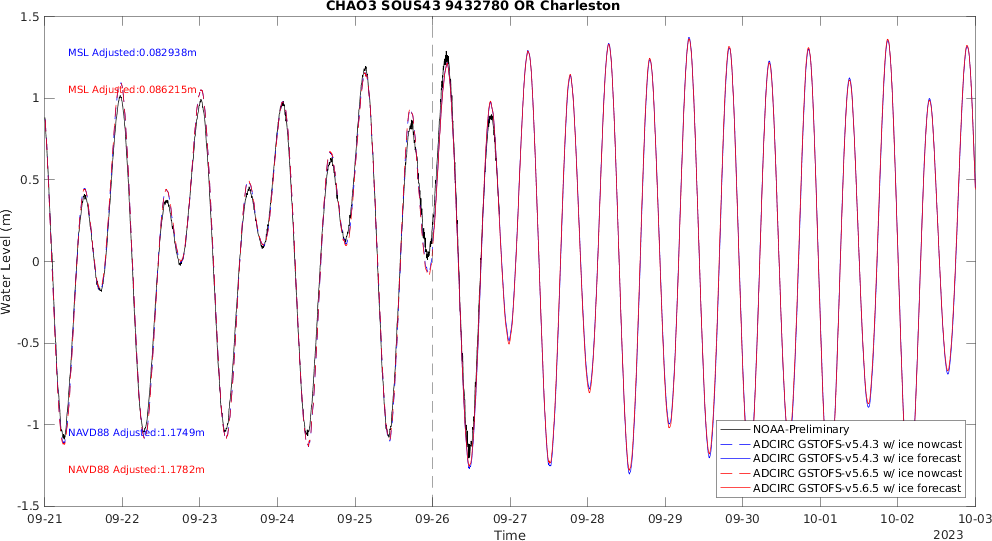 CHAO3 SOUS43 9432780 OR Charleston
MSL Adjusted:0.082938m
MSL Adjusted:0.086215m
NAVD88 Adjusted:1.1749m
NAVD88 Adjusted:1.1782m
Water Level (m)
1.5
1
0.5
0
-0.5
-1
-1.5
NOAA-Preliminary
ADCIRC GSTOFS-v5.4.3 w/ ice nowcast
ADCIRC GSTOFS-v5.4.3 w/ ice forecast
ADCIRC GSTOFS-v5.6.5 w/ ice nowcast
ADCIRC GSTOFS-v5.6.5 w/ ice forecast
09-21 09-22 09-23 09-24 09-25 09-26 09-27 09-28 09-29 09-30 10-01 10-02 10-03
Time
2023